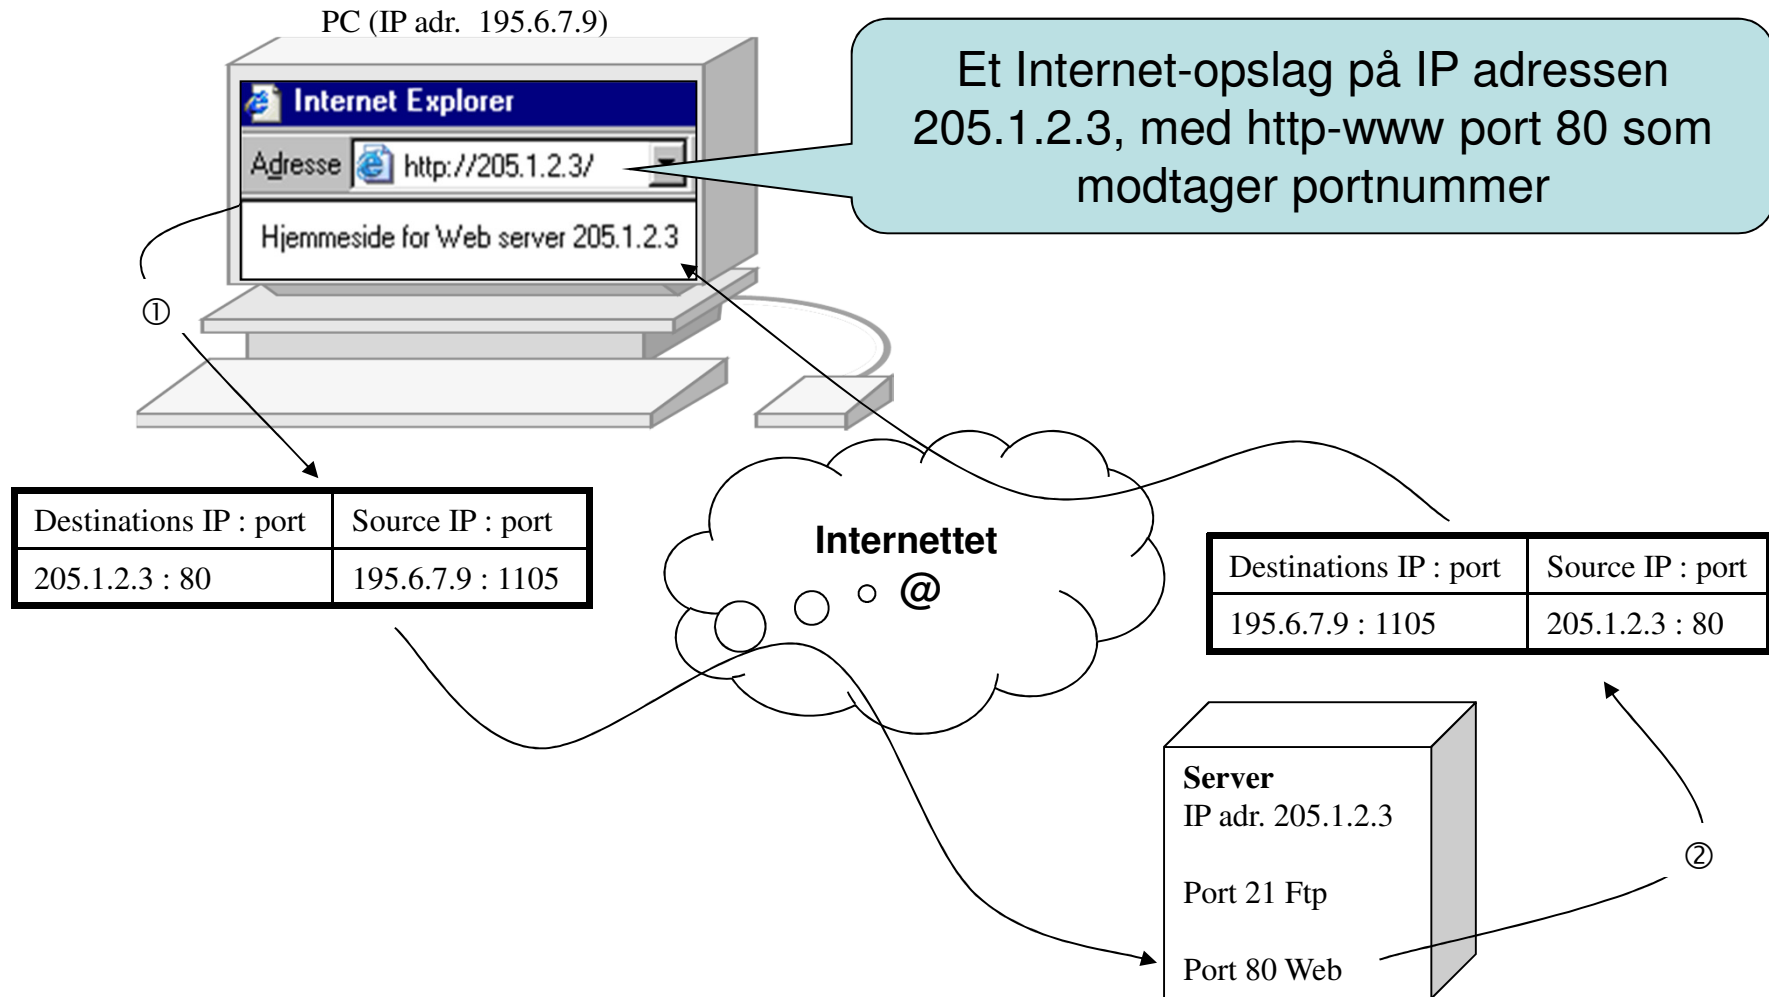 PC (IP adr. 195.6.7.9)
Et Internet-opslag på IP adressen
205.1.2.3, med http-www port 80 som
modtager portnummer
Internet Explorer
Adresse http://205.1.2.3/
Hjemmeside for Web server 205.1.2.3
①
Destinations IP : port Source IP : port
205.1.2.3 : 80 195.6.7.9 : 1105
Internettet
@
Destinations IP : port Source IP : port
195.6.7.9 : 1105 205.1.2.3 : 80
Server
IP adr. 205.1.2.3
Port 21 Ftp
Port 80 Web
②